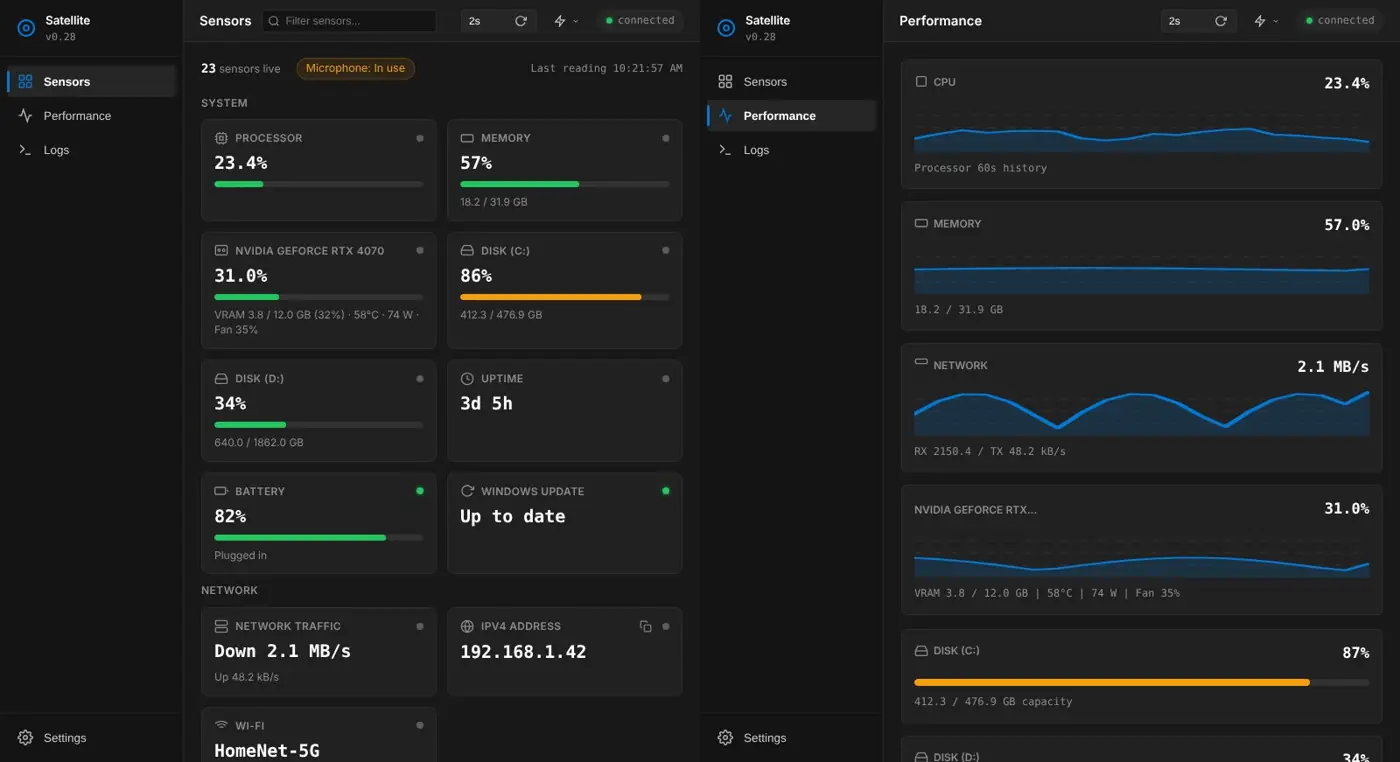 Satellite
v0.28
Sensors
Performance
Logs
Settings
Sensors
Filter sensors...
2s
connected
23 sensors live
Microphone: In use
Last reading 10:21:57 AM
SYSTEM
PROCESSOR
23.4%
MEMORY
57%
18.2 / 31.9 GB
NVIDIA GEFORCE RTX 4070
31.0%
VRAM 3.8 / 12.0 GB (32%) · 58°C · 74 W ·
Fan 35%
DISK (C:)
86%
412.3 / 476.9 GB
DISK (D:)
34%
640.0 / 1862.0 GB
UPTIME
3d 5h
BATTERY
82%
Plugged in
WINDOWS UPDATE
Up to date
NETWORK
NETWORK TRAFFIC
Down 2.1 MB/s
Up 48.2 kB/s
IPV4 ADDRESS
192.168.1.42
WI-FI
HomeNet-5G
Satellite
v0.28
Sensors
Performance
Logs
Settings
Performance
2s
connected
CPU
23.4%
Processor 60s history
MEMORY
57.0%
18.2 / 31.9 GB
NETWORK
2.1 MB/s
RX 2150.4 / TX 48.2 kB/s
NVIDIA GEFORCE RTX...
31.0%
VRAM 3.8 / 12.0 GB | 58°C | 74 W | Fan 35%
DISK (C:)
87%
412.3 / 476.9 GB capacity
DISK (D:)
34%